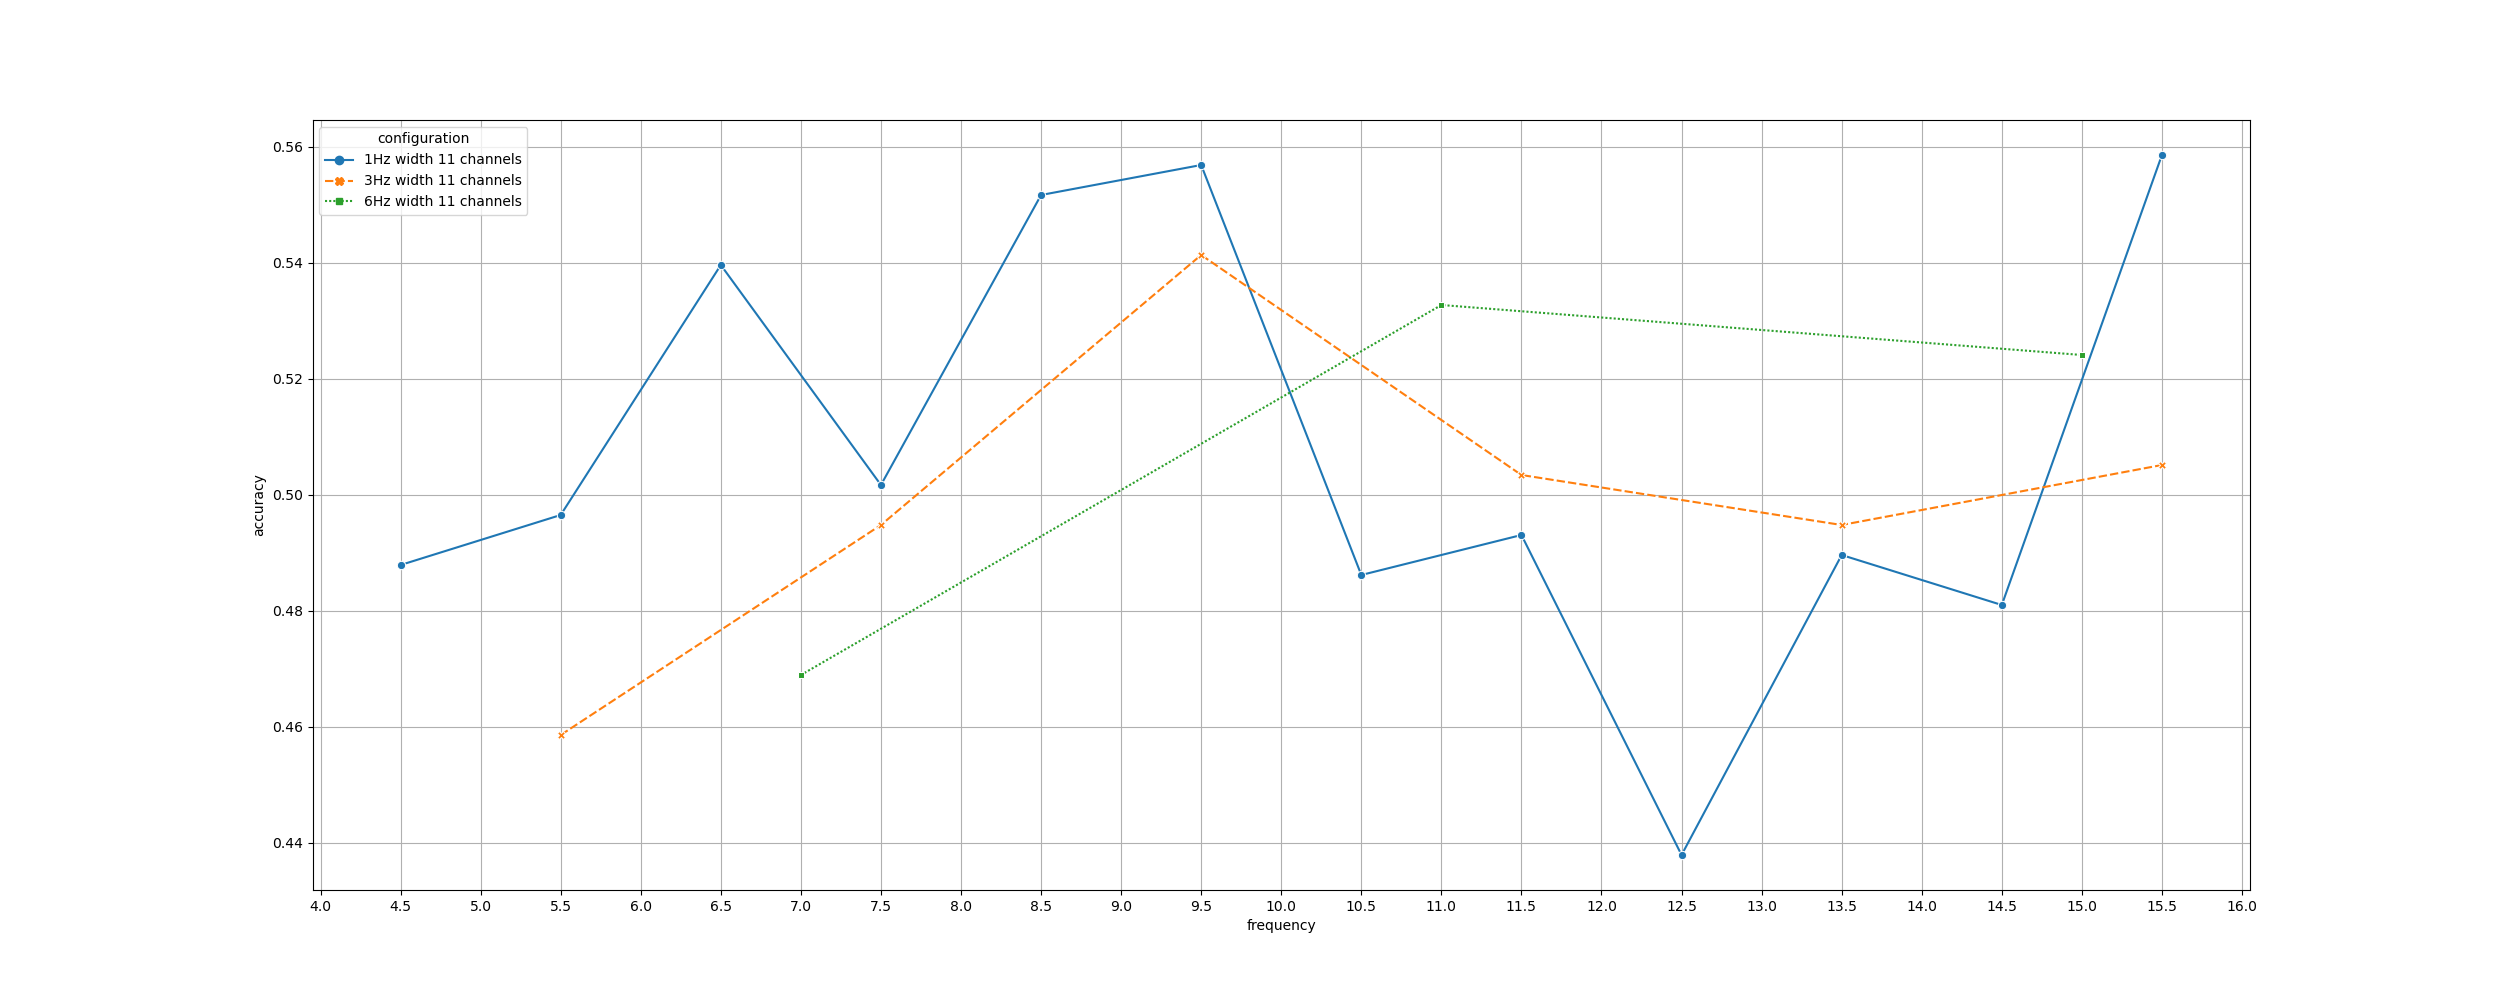 configuration
1Hz width 11 channels
3Hz width 11 channels
6Hz width 11 channels
0.56
0.54
0.52
0.50
0.48
0.46
0.44
accuracy
4.0 4.5 5.0 5.5 6.0 6.5 7.0 7.5 8.0 8.5 9.0 9.5 10.0 10.5 11.0 11.5 12.0 12.5 13.0 13.5 14.0 14.5 15.0 15.5 16.0
frequency